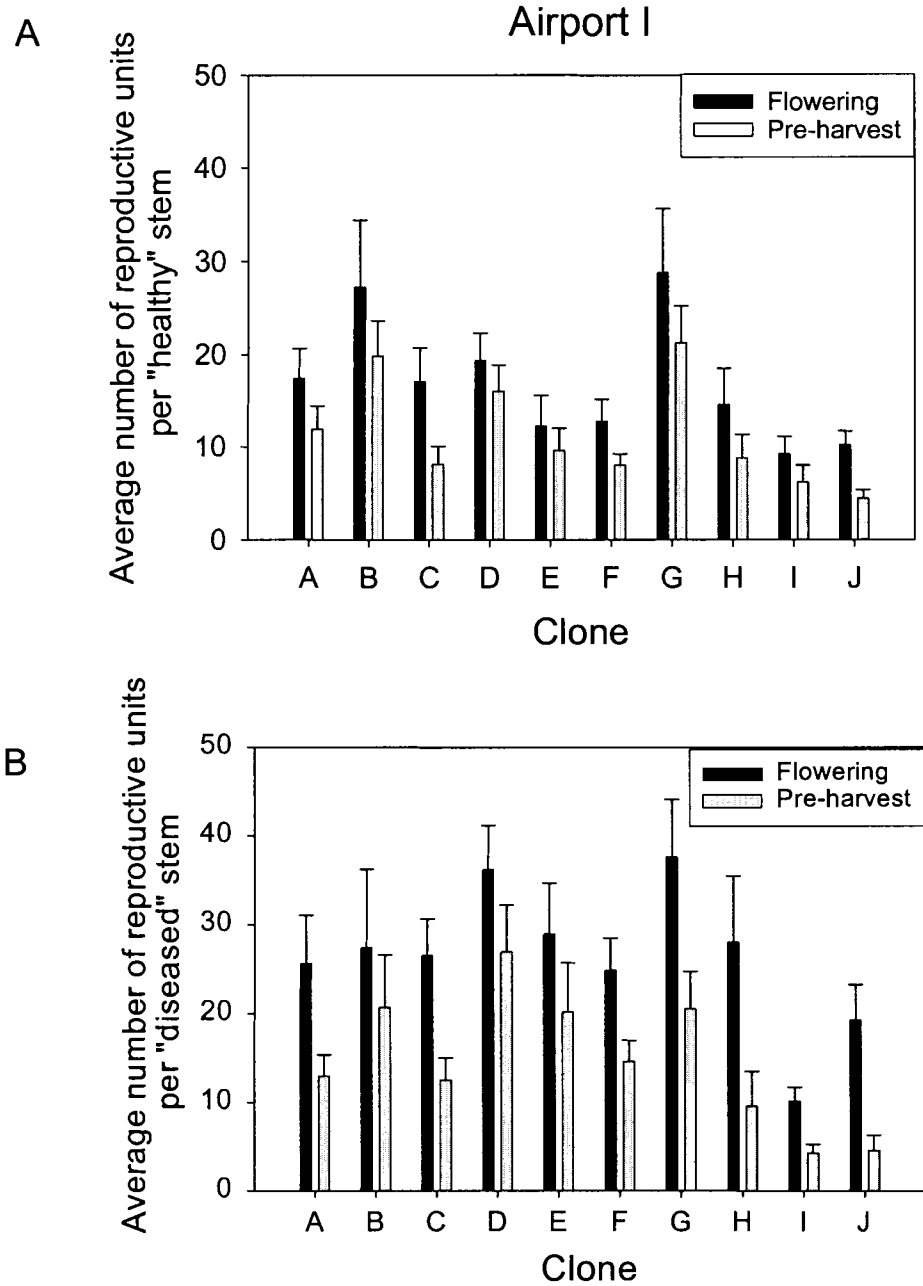 A
Airport I
Average number of reproductive units
per "healthy" stem
50
40
30
20
10
0
Flowering
Pre-harvest
A B C D E F G H I J
Clone
B
Average number of reproductive units
per "diseased" stem
50
40
30
20
10
0
Flowering
Pre-harvest
A B C D E F G H I J
Clone